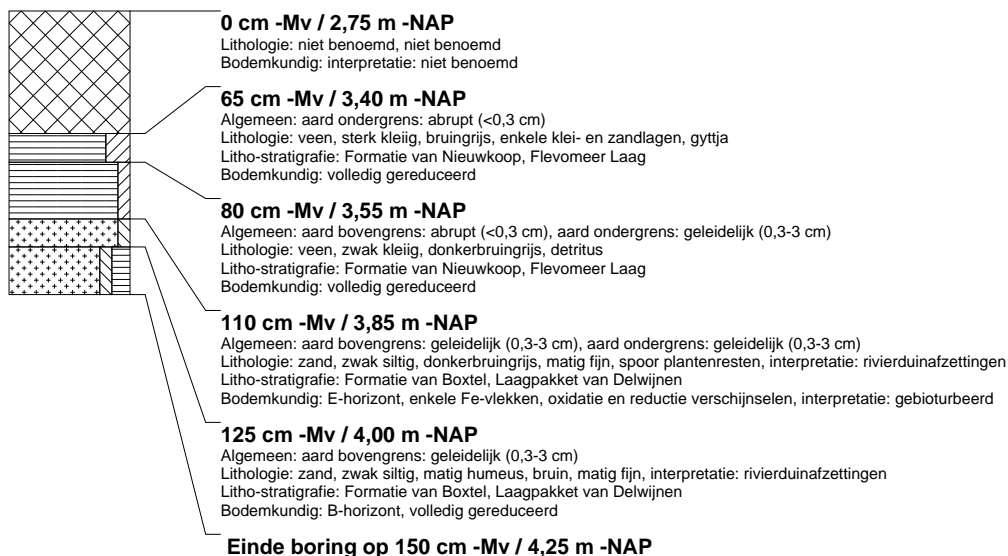 0 cm -Mv / 2,75 m -NAP
Lithologie: niet benoemd, niet benoemd
Bodemkundig: interpretatie: niet benoemd
65 cm -Mv / 3,40 m -NAP
Algemeen: aard ondergrens: abrupt (<0,3 cm)
Lithologie: veen, sterk kleiig, bruingrijs, enkele klei- en zandlagen, gyttja
Litho-stratigrafie: Formatie van Nieuwkoop, Flevomeer Laag
Bodemkundig: volledig gereduceerd
80 cm -Mv / 3,55 m -NAP
Algemeen: aard bovengrens: abrupt (<0,3 cm), aard ondergrens: geleidelijk (0,3-3 cm)
Lithologie: veen, zwak kleiig, donkerbruingrijs, detritus
Litho-stratigrafie: Formatie van Nieuwkoop, Flevomeer Laag
Bodemkundig: volledig gereduceerd
110 cm -Mv / 3,85 m -NAP
Algemeen: aard bovengrens: geleidelijk (0,3-3 cm), aard ondergrens: geleidelijk (0,3-3 cm)
Lithologie: zand, zwak siltig, donkerbruingrijs, matig fijn, spoor plantenresten, interpretatie: rivierduinafzettingen
Litho-stratigrafie: Formatie van Boxtel, Laagpakket van Delwijnen
Bodemkundig: E-horizont, enkele Fe-vlekken, oxidatie en reductie verschijnselen, interpretatie: gebioturbeerd
125 cm -Mv / 4,00 m -NAP
Algemeen: aard bovengrens: geleidelijk (0,3-3 cm)
Lithologie: zand, zwak siltig, matig humeus, bruin, matig fijn, interpretatie: rivierduinafzettingen
Litho-stratigrafie: Formatie van Boxtel, Laagpakket van Delwijnen
Bodemkundig: B-horizont, volledig gereduceerd
Einde boring op 150 cm -Mv / 4,25 m -NAP